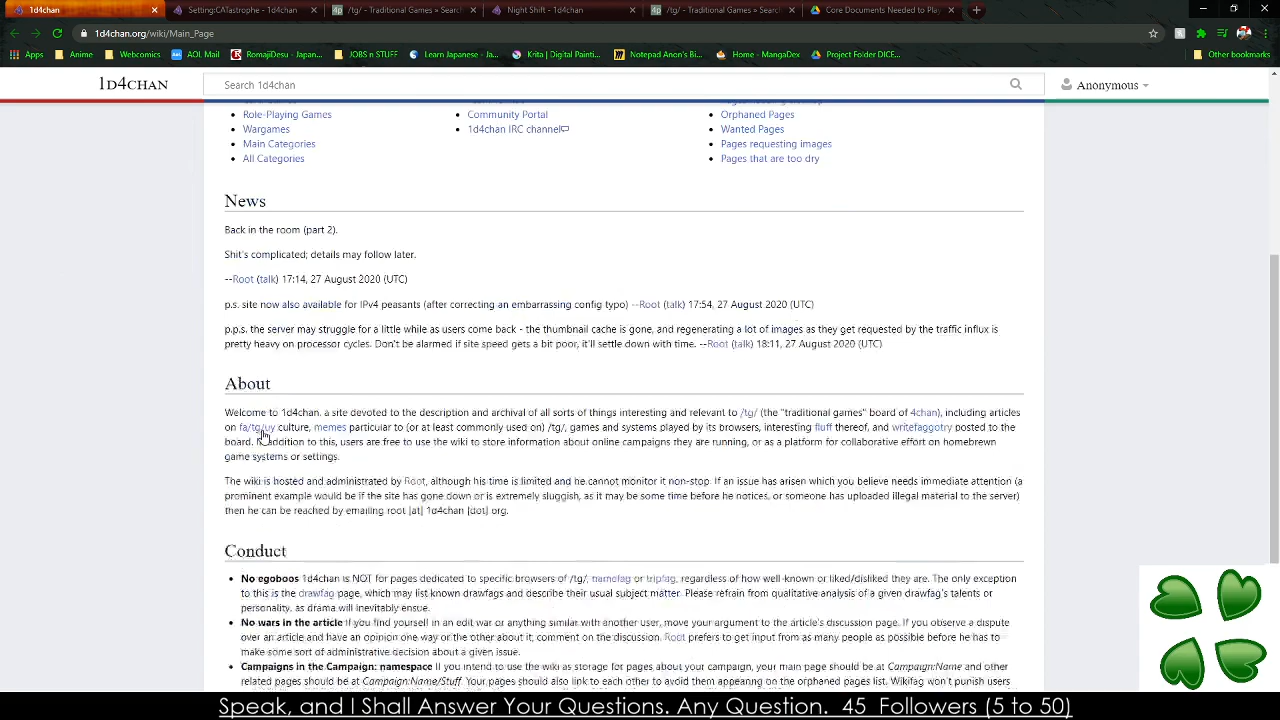 1d4chan
Setting:CATastrophe - 1d4chan
/tg/ - Traditional Games » Search
Night Shift - 1d4chan
/tg/ - Traditional Games » Search
Core Documents Needed to Play
1d4chan.org/wiki/Main_Page
Apps Anime Webcomics AOL Mail RomajiDesu - Japan... JOBS n STUFF Learn Japanese - Ja... Krita | Digital Painti... Notepad Anon's Bi... Home - MangaDex Project Folder DICE... Other bookmarks
1D4CHAN
Search 1d4chan
Anonymous
Role-Playing Games Community Portal Orphaned Pages
Wargames 1d4chan IRC channel Wanted Pages
Main Categories Pages requesting images
All Categories Pages that are too dry
News
Back in the room (part 2).
Shit's complicated; details may follow later.
--Root (talk) 17:14, 27 August 2020 (UTC)
p.s. site now also available for IPv4 peasants (after correcting an embarrassing config typo) --Root (talk) 17:54, 27 August 2020 (UTC)
p.p.s. the server may struggle for a little while as users come back - the thumbnail cache is gone, and regenerating a lot of images as they get requested by the traffic influx is
pretty heavy on processor cycles. Don't be alarmed if site speed gets a bit poor, it'll settle down with time. --Root (talk) 18:11, 27 August 2020 (UTC)
About
Welcome to 1d4chan, a site devoted to the description and archival of all sorts of things interesting and relevant to /tg/ (the "traditional games" board of 4chan), including articles
on fa/tg/uy culture, memes particular to (or at least commonly used on) /tg/, games and systems played by its browsers, interesting fluff thereof, and writefaggotry posted to the
board. In addition to this, users are free to use the wiki to store information about online campaigns they are running, or as a platform for collaborative effort on homebrewn
game systems or settings.
The wiki is hosted and administrated by Root, although his time is limited and he cannot monitor it non-stop. If an issue has arisen which you believe needs immediate attention (a
prominent example would be if the site has gone down or is extremely sluggish, as it may be some time before he notices, or someone has uploaded illegal material to the server)
then he can be reached by emailing root [at] 1d4chan [dot] org.
Conduct
No egoboos 1d4chan is NOT for pages dedicated to specific browsers of /tg/, namefag or tripfag, regardless of how well-known or liked/disliked they are. The only exception
to this is the drawfag page, which may list known drawfags and describe their usual subject matter. Please refrain from qualitative analysis of a given drawfag's talents or
personality, as drama will inevitably ensue.
No wars in the article If you find yourself in an edit war or anything similar with another user, move your argument to the article's discussion page. If you observe a dispute
over an article and have an opinion one way or the other about it, comment on the discussion. Root prefers to get input from as many people as possible before he has to
make some sort of administrative decision about a given issue.
Campaigns in the Campaign: namespace If you intend to use the wiki as storage for pages about your campaign, your main page should be at Campaign:Name and other
related pages should be at Campaign:Name/Stuff. Your pages should also link to each other to avoid them appearing on the orphaned pages list. Wikifag won't punish users
Speak, and I Shall Answer Your Questions. Any Question. 45 Followers (5 to 50)